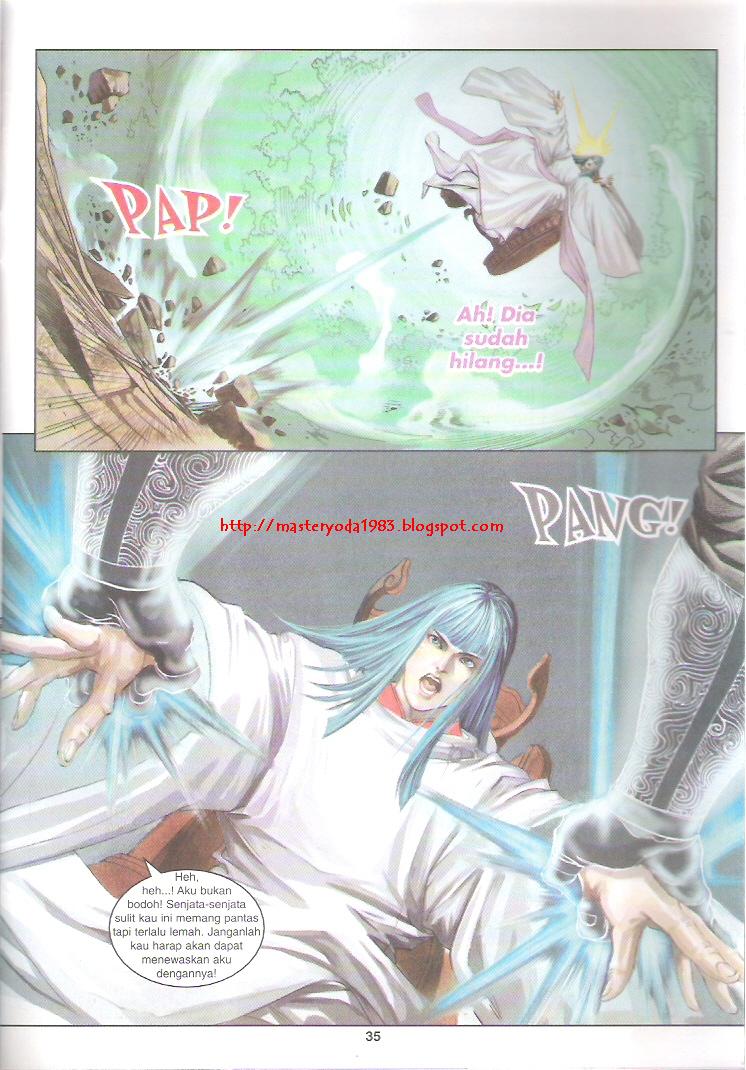 PAP!
Ah! Dia
sudah
hilang...!
PANG!
http://masteryoda1983.blogspot.com
Heh,
heh...! Aku bukan
bodoh! Senjata-senjata
sulit kau ini memang pantas
tapi terlalu lemah. Janganlah
kau harap akan dapat
menewaskan aku
dengannya!
35